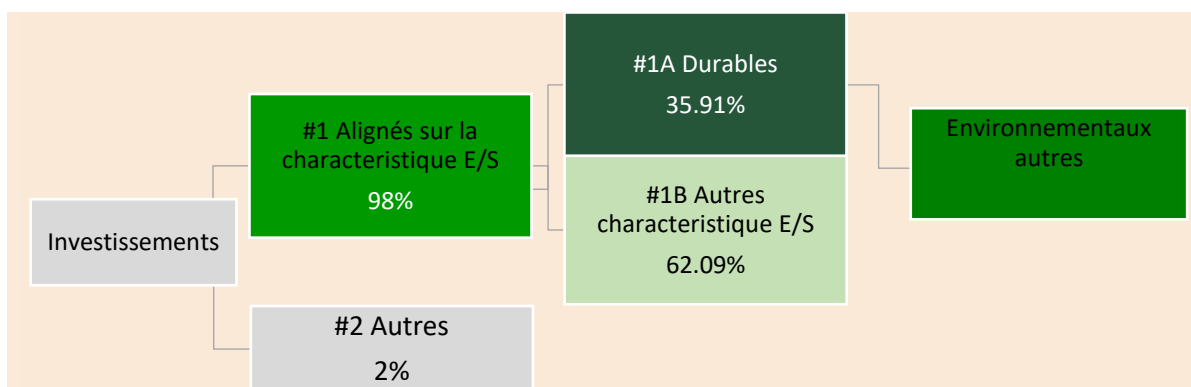 Investissements
#1 Alignés sur la
characteristique E/S
98%
#2 Autres
2%
#1A Durables
35.91%
#1B Autres
characteristique E/S
62.09%
Environnementaux
autres